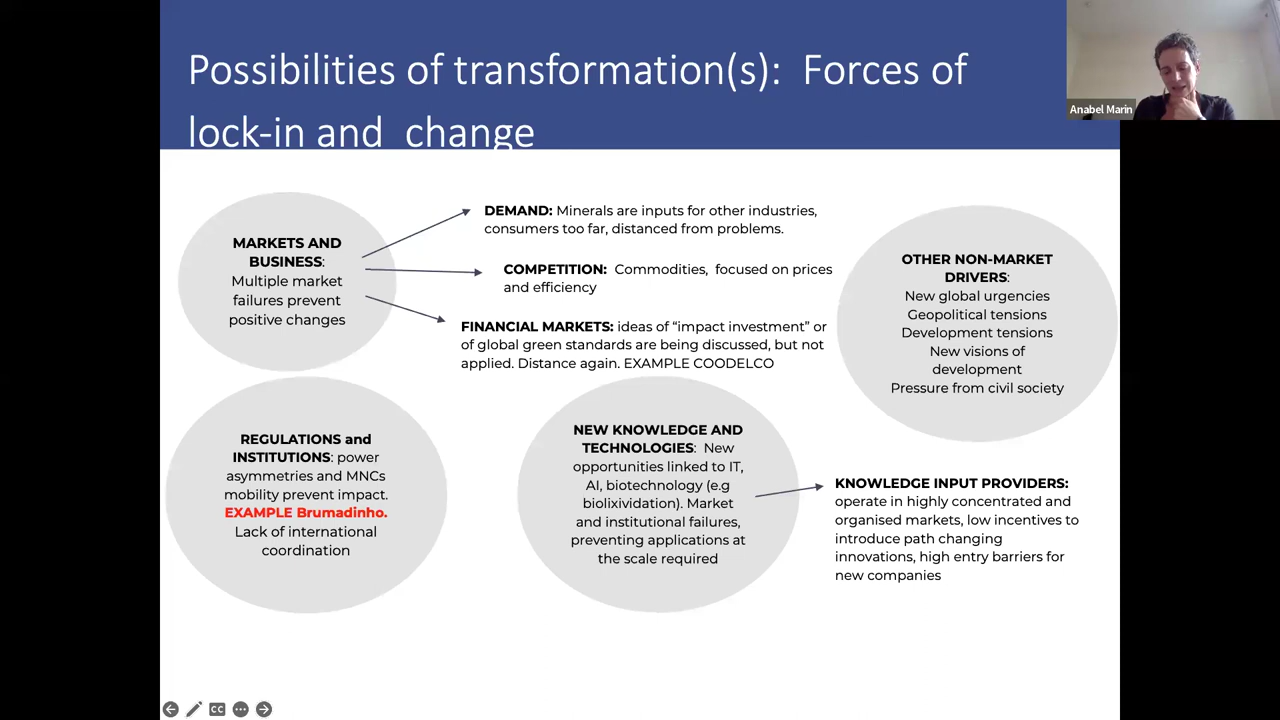 Possibilities of transformation(s):  Forces of
lock-in and  change
Anabel Marín
MARKETS AND
BUSINESS:
Multiple market
failures prevent
positive changes
DEMAND: Minerals are inputs for other industries,
consumers too far, distanced from problems.
COMPETITION:  Commodities,  focused on prices
and efficiency
FINANCIAL MARKETS: ideas of “impact investment” or
of global green standards are being discussed, but not
applied. Distance again. EXAMPLE COODELCO
OTHER NON-MARKET
DRIVERS:
New global urgencies
Geopolitical tensions
Development tensions
New visions of
development
Pressure from civil society
REGULATIONS and
INSTITUTIONS: power
asymmetries and MNCs
mobility prevent impact.
EXAMPLE Brumadinho.
Lack of international
coordination
NEW KNOWLEDGE AND
TECHNOLOGIES:  New
opportunities linked to IT,
AI, biotechnology (e.g
biolixividation). Market
and institutional failures,
preventing applications at
the scale required
KNOWLEDGE INPUT PROVIDERS:
operate in highly concentrated and
organised markets, low incentives to
introduce path changing
innovations, high entry barriers for
new companies
CC